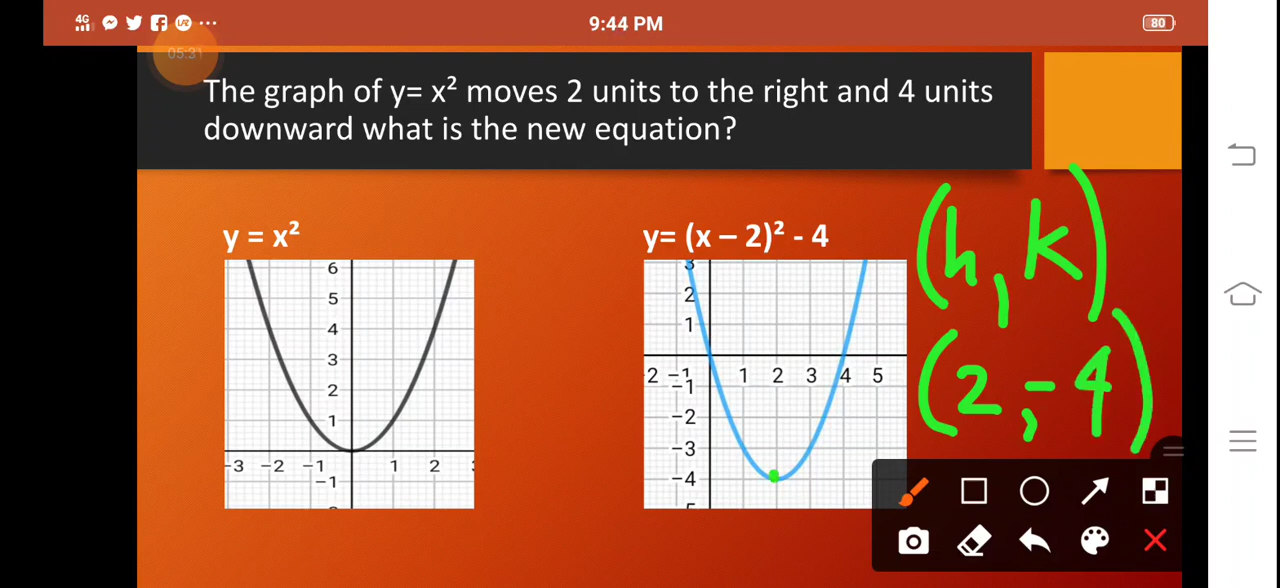 4G LAZ ... 9:44 PM 80
05:31
The graph of y= x² moves 2 units to the right and 4 units
downward what is the new equation?
y = x²
6
5
4
3
2
1
-3 -2 -1 1 2
-1
y= (x – 2)² - 4
3
2
1
2 -1 1 2 3 4 5
-1
-2
-3
-4
5
(h, k)
(2, -4)